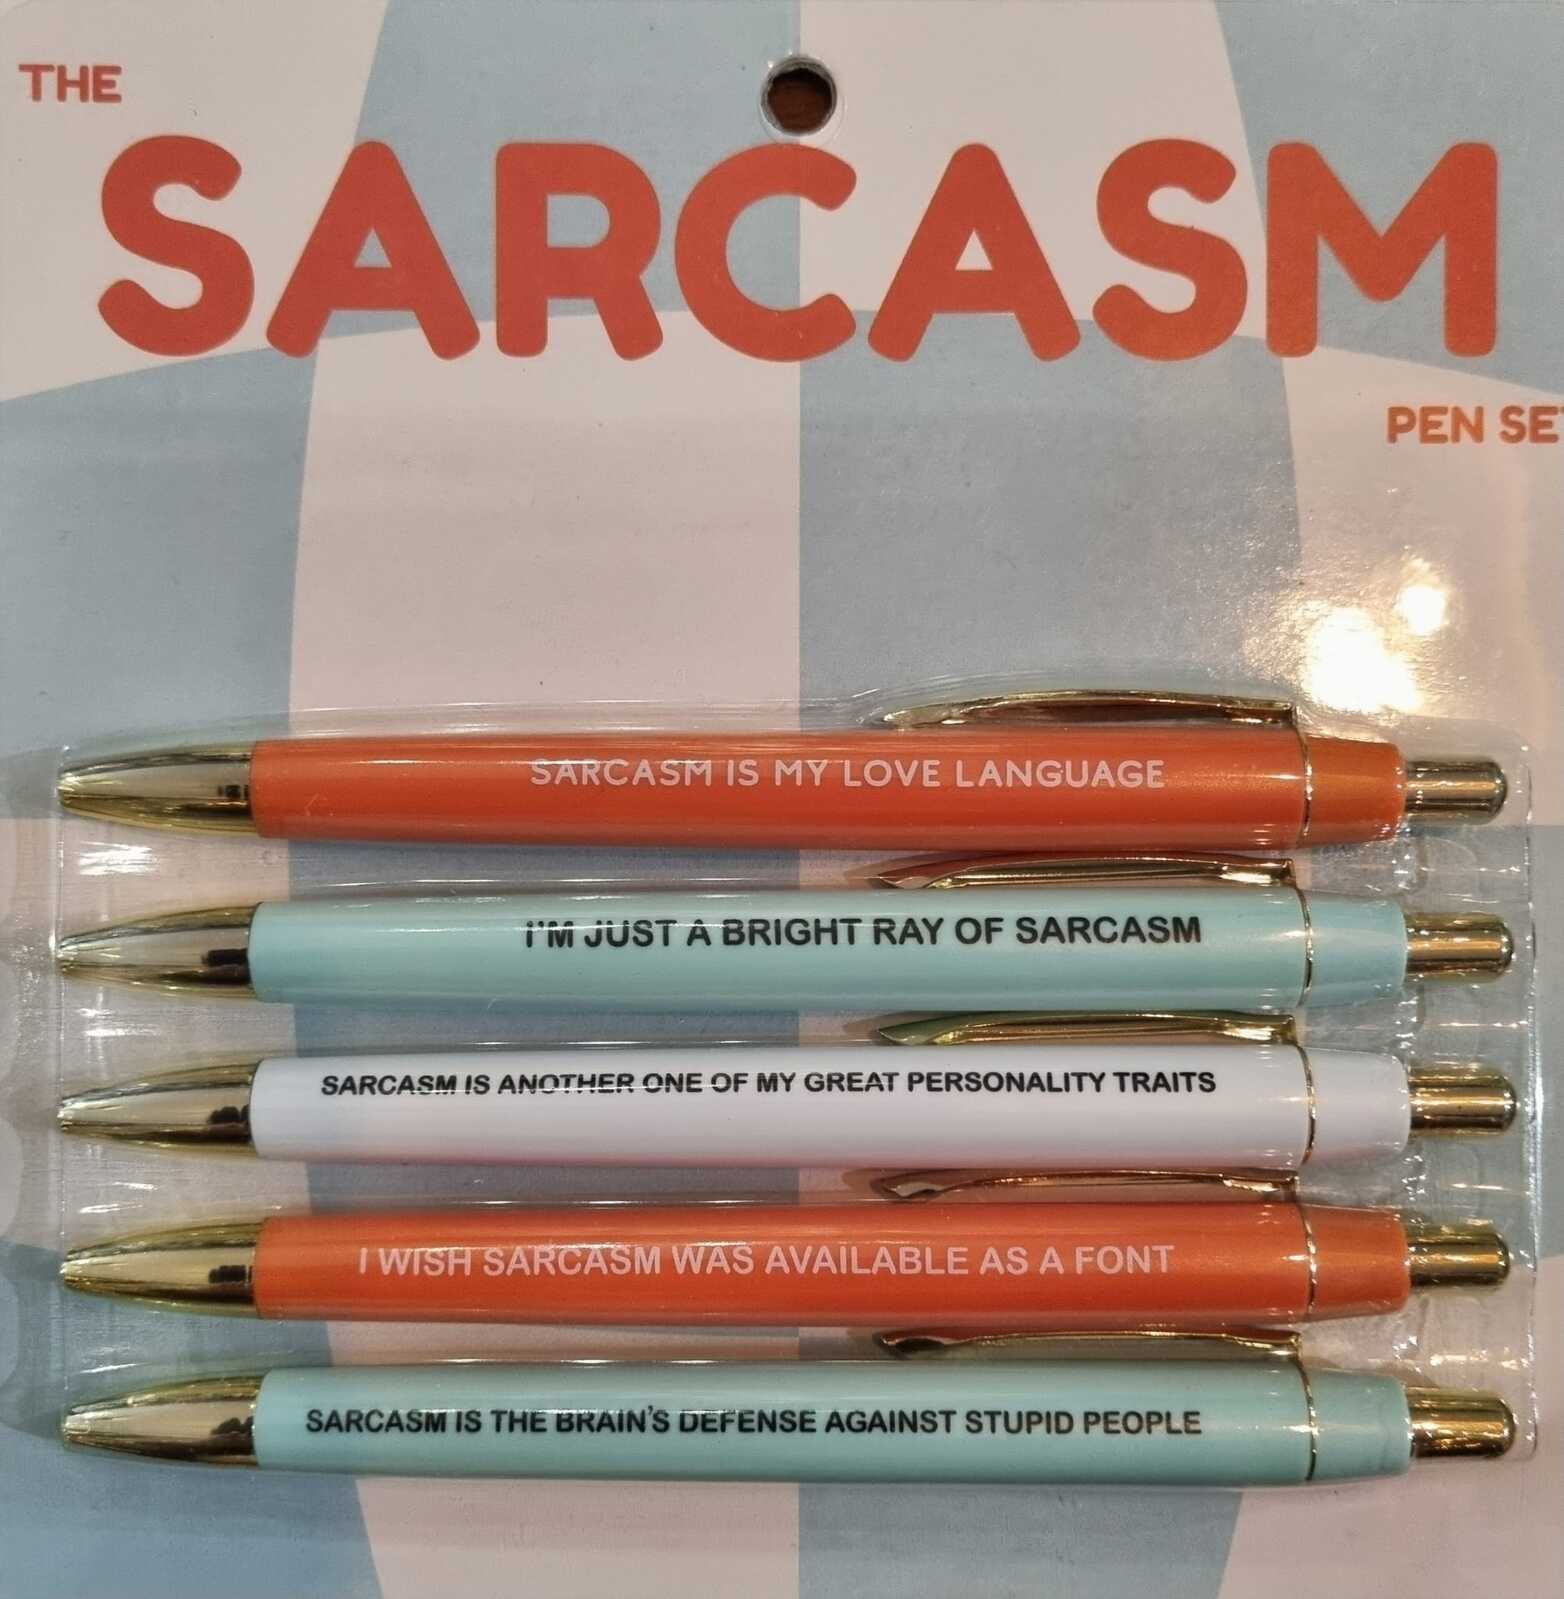 THE
SARCASM
PEN SET
SARCASM IS MY LOVE LANGUAGE
I'M JUST A BRIGHT RAY OF SARCASM
SARCASM IS ANOTHER ONE OF MY GREAT PERSONALITY TRAITS
I WISH SARCASM WAS AVAILABLE AS A FONT
SARCASM IS THE BRAIN'S DEFENSE AGAINST STUPID PEOPLE